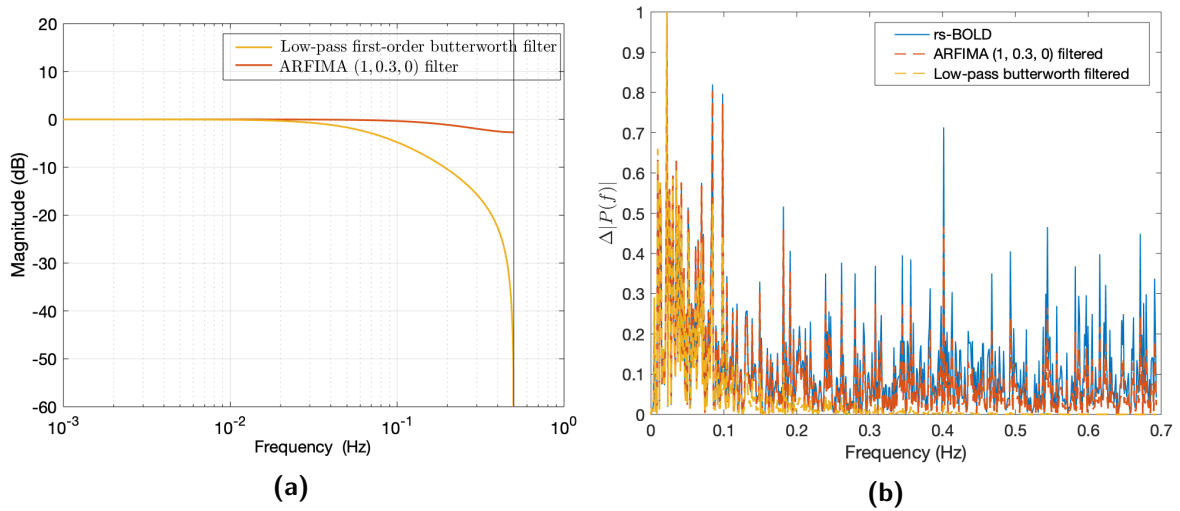 20
10
0
-10
-20
-30
-40
-50
-60
Magnitude (dB)
Low-pass first-order butterworth filter
ARFIMA (1, 0.3, 0) filter
10^-3
10^-2
10^-1
10^0
Frequency (Hz)
(a)
1
0.9
0.8
0.7
0.6
0.5
0.4
0.3
0.2
0.1
0
Δ|P(f)|
rs-BOLD
ARFIMA (1, 0.3, 0) filtered
Low-pass butterworth filtered
0
0.1
0.2
0.3
0.4
0.5
0.6
0.7
Frequency (Hz)
(b)